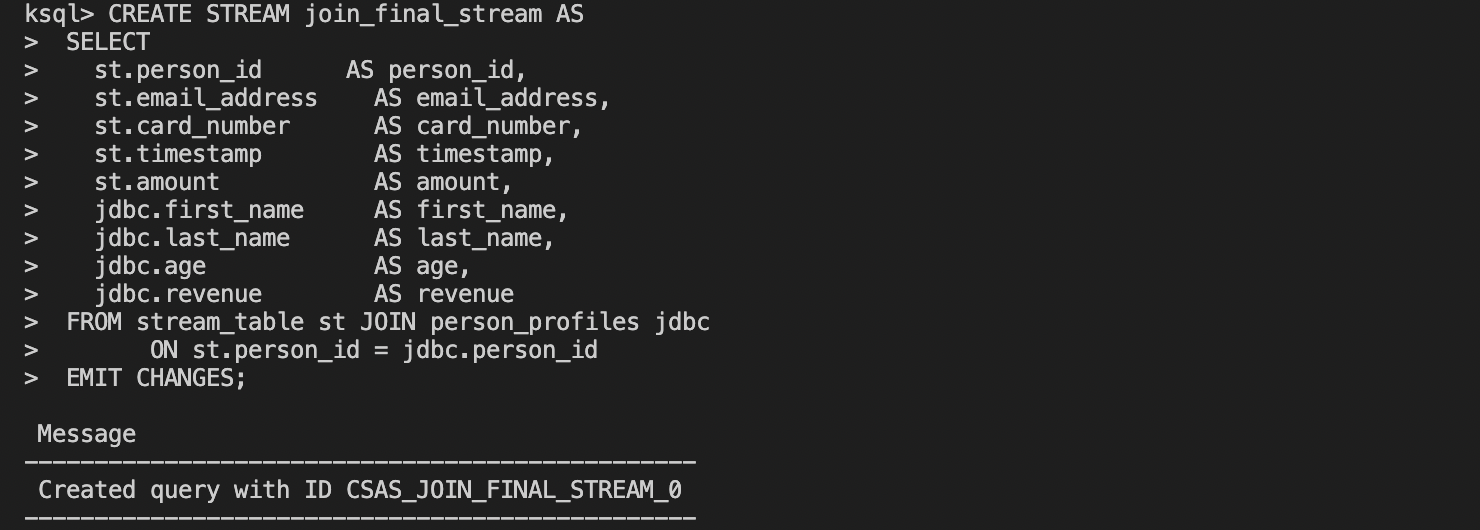 ksql> CREATE STREAM join_final_stream AS
>  SELECT
>    st.person_id      AS person_id,
>    st.email_address    AS email_address,
>    st.card_number      AS card_number,
>    st.timestamp        AS timestamp,
>    st.amount           AS amount,
>    jdbc.first_name     AS first_name,
>    jdbc.last_name      AS last_name,
>    jdbc.age            AS age,
>    jdbc.revenue        AS revenue
>  FROM stream_table st JOIN person_profiles jdbc
>        ON st.person_id = jdbc.person_id
>  EMIT CHANGES;
 Message
------------------------------------------------
 Created query with ID CSAS_JOIN_FINAL_STREAM_0
------------------------------------------------